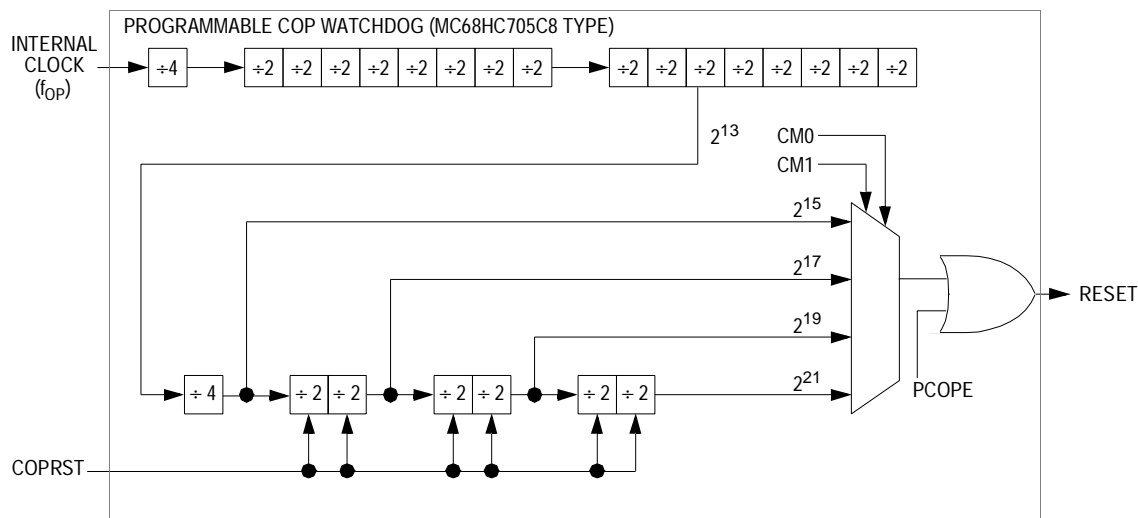 PROGRAMMABLE COP WATCHDOG (MC68HC705C8 TYPE)
INTERNAL
CLOCK
(fOP)
÷4
÷2 ÷2 ÷2 ÷2 ÷2 ÷2 ÷2 ÷2
÷2 ÷2 ÷2 ÷2 ÷2 ÷2 ÷2 ÷2
2^13
CM0
CM1
2^15
2^17
2^19
2^21
RESET
PCOPE
÷ 4
÷ 2 ÷ 2
÷ 2 ÷ 2
÷ 2 ÷ 2
COPRST